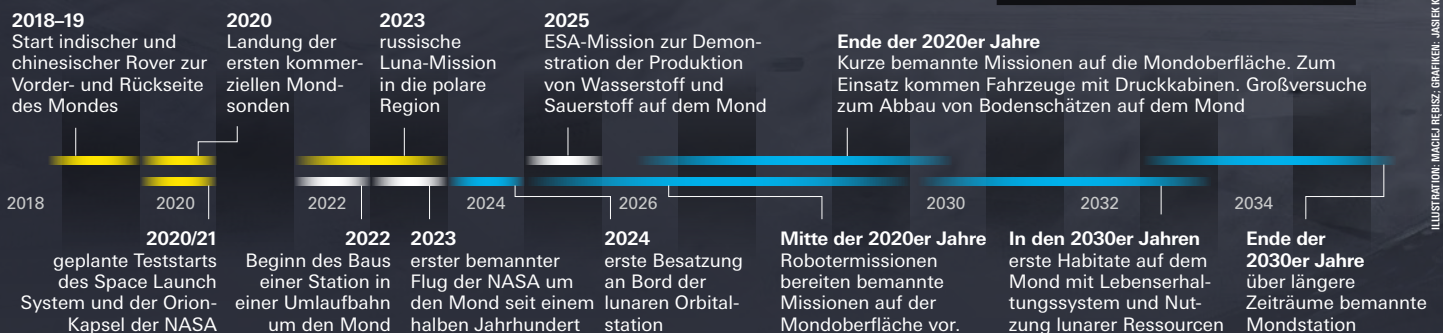 2018–19
Start indischer und
chinesischer Rover zur
Vorder- und Rückseite
des Mondes
2020
Landung der
ersten kommer-
ziellen Mond-
sonden
2023
russische
Luna-Mission
in die polare
Region
2025
ESA-Mission zur Demon-
stration der Produktion
von Wasserstoff und
Sauerstoff auf dem Mond
Ende der 2020er Jahre
Kurze bemannte Missionen auf die Mondoberfläche. Zum
Einsatz kommen Fahrzeuge mit Druckkabinen. Großversuche
zum Abbau von Bodenschätzen auf dem Mond
2018
2020
2022
2024
2026
2030
2032
2034
2020/21
geplante Teststarts
des Space Launch
System und der Orion-
Kapsel der NASA
2022
Beginn des Baus
einer Station in
einer Umlaufbahn
um den Mond
2023
erster bemannter
Flug der NASA um
den Mond seit einem
halben Jahrhundert
2024
erste Besatzung
an Bord der
lunaren Orbital-
station
Mitte der 2020er Jahre
Robotermissionen
bereiten bemannte
Missionen auf der
Mondoberfläche vor.
In den 2030er Jahren
erste Habitate auf dem
Mond mit Lebenserhal-
tungssystem und Nut-
zung lunarer Ressourcen
Ende der
2030er Jahre
über längere
Zeiträume bemannte
Mondstation
ILLUSTRATION: MACIEJ RĘBISZ; GRAFIKEN: JASIEK